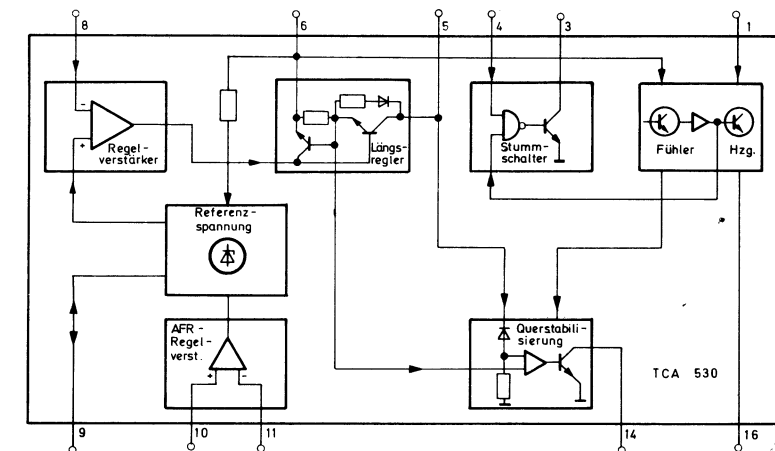 8
6
5
4
3
1
-
+
Regel-
verstärker
Längs-
regler
Stumm-
schalter
Fühler
Hzg.
Referenz-
spannung
AFR-
Regel-
verst.
+
-
Querstabili-
sierung
TCA 530
9
10
11
14
16